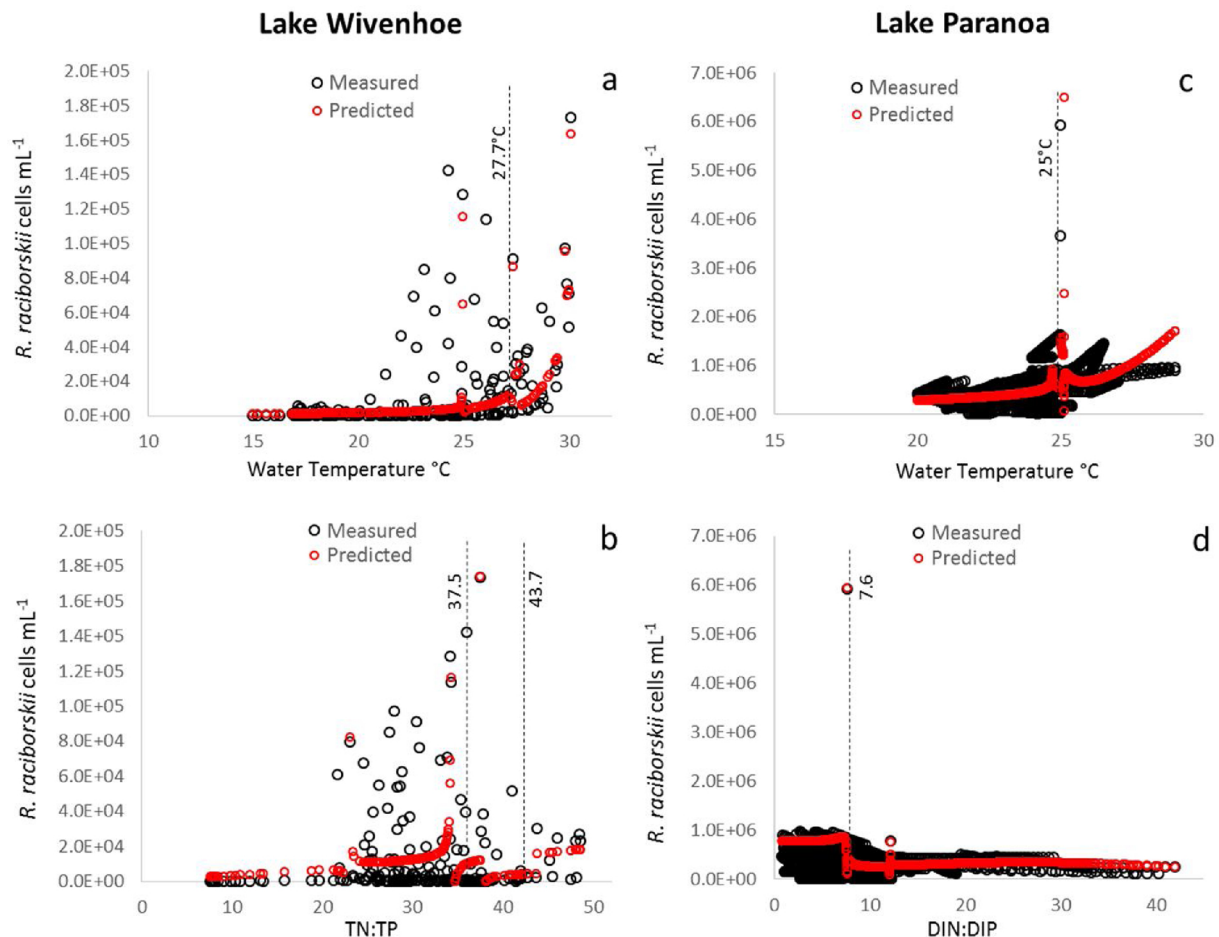 Lake Wivenhoe
Lake Paranoa
a
2.0E+05
1.8E+05
1.6E+05
1.4E+05
1.2E+05
1.0E+05
8.0E+04
6.0E+04
4.0E+04
2.0E+04
0.0E+00
R. raciborskii cells mL-1
Measured
Predicted
27.7°C
10
15
20
25
30
Water Temperature °C
c
7.0E+06
6.0E+06
5.0E+06
4.0E+06
3.0E+06
2.0E+06
1.0E+06
0.0E+00
R. raciborskii cells mL-1
Measured
Predicted
25°C
15
20
25
30
Water Temperature °C
b
2.0E+05
1.8E+05
1.6E+05
1.4E+05
1.2E+05
1.0E+05
8.0E+04
6.0E+04
4.0E+04
2.0E+04
0.0E+00
R. raciborskii cells mL-1
Measured
Predicted
37.5
43.7
0
10
20
30
40
50
TN:TP
d
7.0E+06
6.0E+06
5.0E+06
4.0E+06
3.0E+06
2.0E+06
1.0E+06
0.0E+00
R. raciborskii cells mL-1
Measured
Predicted
7.6
0
10
20
30
40
DIN:DIP